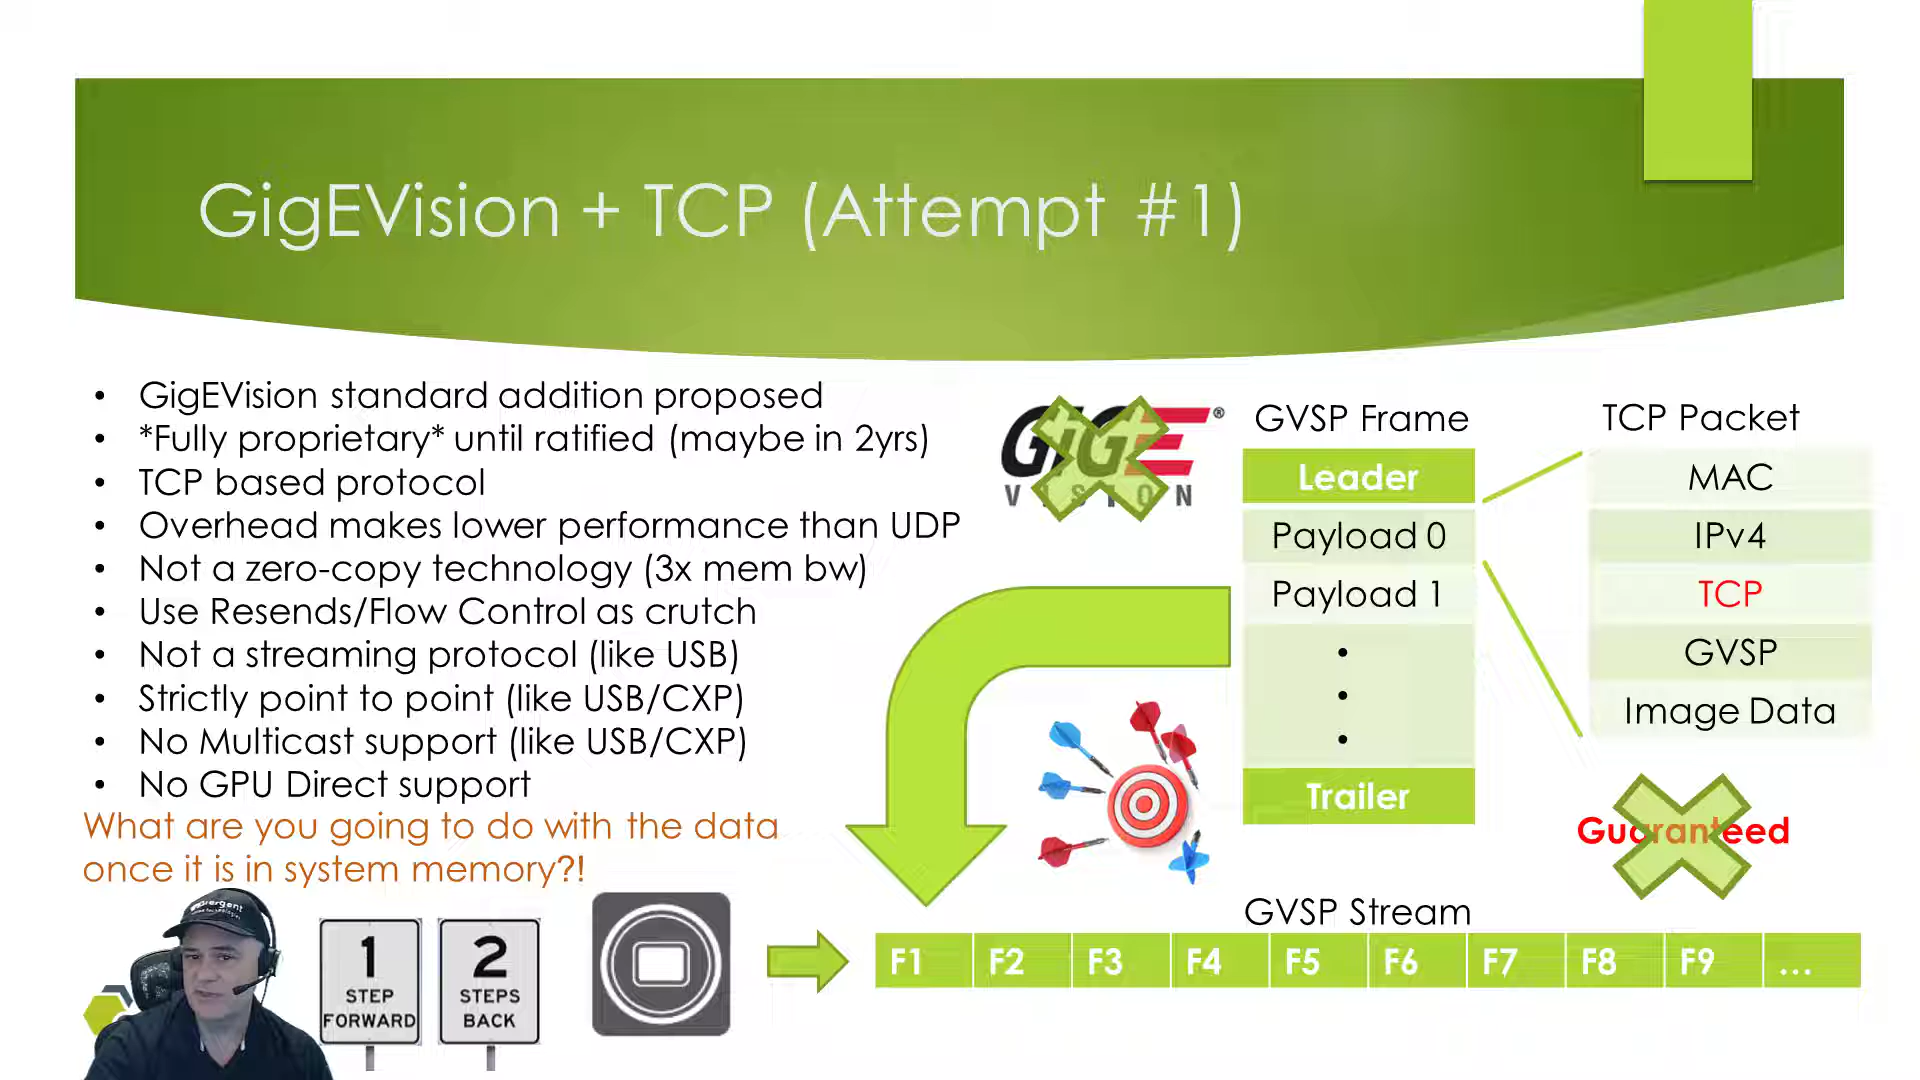 GigEVision + TCP (Attempt #1)
• GigEVision standard addition proposed
• *Fully proprietary* until ratified (maybe in 2yrs)
• TCP based protocol
• Overhead makes lower performance than UDP
• Not a zero-copy technology (3x mem bw)
• Use Resends/Flow Control as crutch
• Not a streaming protocol (like USB)
• Strictly point to point (like USB/CXP)
• No Multicast support (like USB/CXP)
• No GPU Direct support
What are you going to do with the data
once it is in system memory?!
GIGE®
VISION
GVSP Frame
Leader
Payload 0
Payload 1
Trailer
TCP Packet
MAC
IPv4
TCP
GVSP
Image Data
Guaranteed
1
STEP
FORWARD
2
STEPS
BACK
GVSP Stream
F1 F2 F3 F4 F5 F6 F7 F8 F9 ...